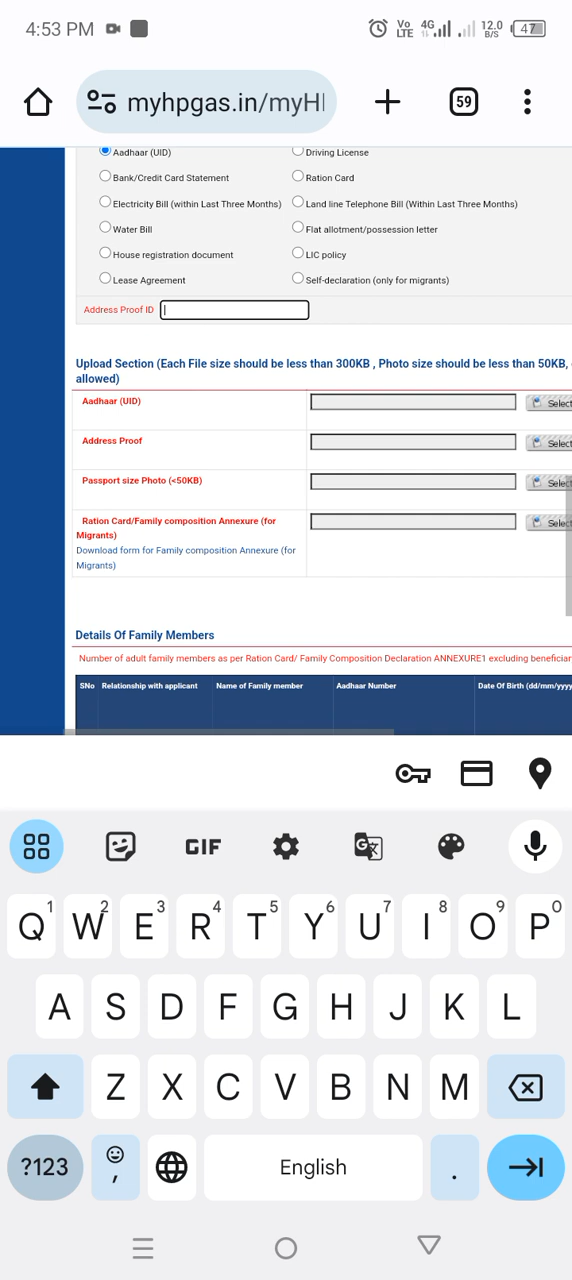 4:53 PM Vo LTE 4G 12.0 B/S 47
myhpgas.in/myHI 59
Aadhaar (UID) Driving License
Bank/Credit Card Statement Ration Card
Electricity Bill (within Last Three Months) Land line Telephone Bill (Within Last Three Months)
Water Bill Flat allotment/possession letter
House registration document LIC policy
Lease Agreement Self-declaration (only for migrants)
Address Proof ID
Upload Section (Each File size should be less than 300KB , Photo size should be less than 50KB,
allowed)
Aadhaar (UID) Select
Address Proof Select
Passport size Photo (<50KB) Select
Ration Card/Family composition Annexure (for
Migrants) Select
Download form for Family composition Annexure (for
Migrants)
Details Of Family Members
Number of adult family members as per Ration Card/ Family Composition Declaration ANNEXURE1 excluding beneficiar
SNo Relationship with applicant Name of Family member Aadhaar Number Date Of Birth (dd/mm/yyyy
GIF
Q1 W2 E3 R4 T5 Y6 U7 I8 O9 P0
A S D F G H J K L
Z X C V B N M
?123 , English .